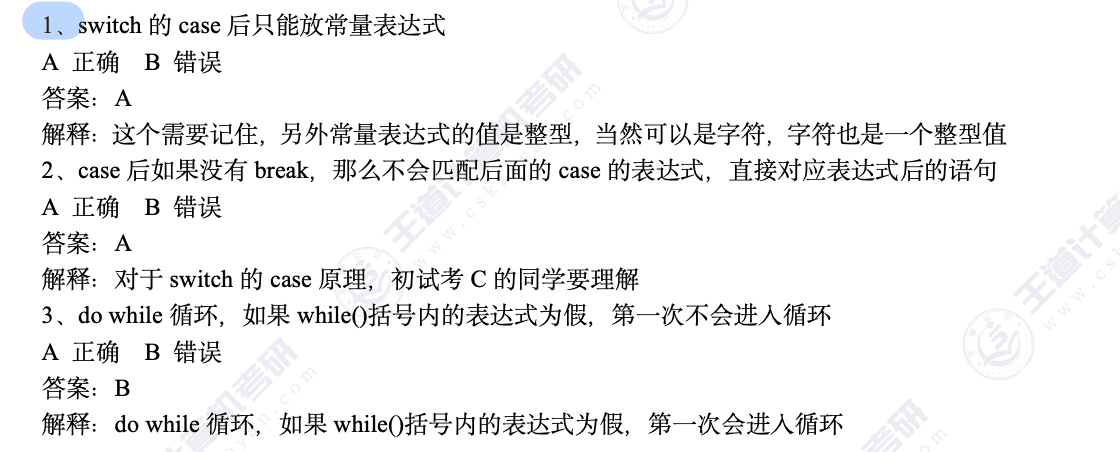 1、switch 的 case 后只能放常量表达式
A 正确 B 错误
答案：A
解释：这个需要记住，另外常量表达式的值是整型，当然可以是字符，字符也是一个整型值
2、case 后如果没有 break，那么不会匹配后面的 case 的表达式，直接对应表达式后的语句
A 正确 B 错误
答案：A
解释：对于 switch 的 case 原理，初试考 C 的同学要理解
3、do while 循环，如果 while()括号内的表达式为假，第一次不会进入循环
A 正确 B 错误
答案：B
解释：do while 循环，如果 while()括号内的表达式为假，第一次会进入循环